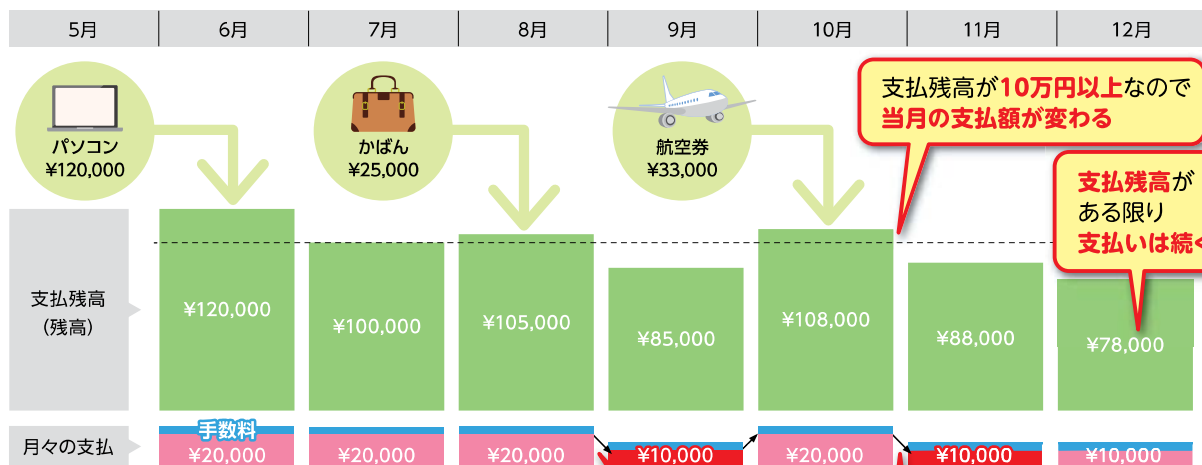 5月 6月 7月 8月 9月 10月 11月 12月
パソコン
¥120,000
かばん
¥25,000
航空券
¥33,000
支払残高が10万円以上なので
当月の支払額が変わる
支払残高が
ある限り
支払いは続く
支払残高
(残高)
¥120,000
¥100,000
¥105,000
¥85,000
¥108,000
¥88,000
¥78,000
月々の支払
手数料
¥20,000
¥20,000
¥20,000
¥10,000
¥20,000
¥10,000
¥10,000